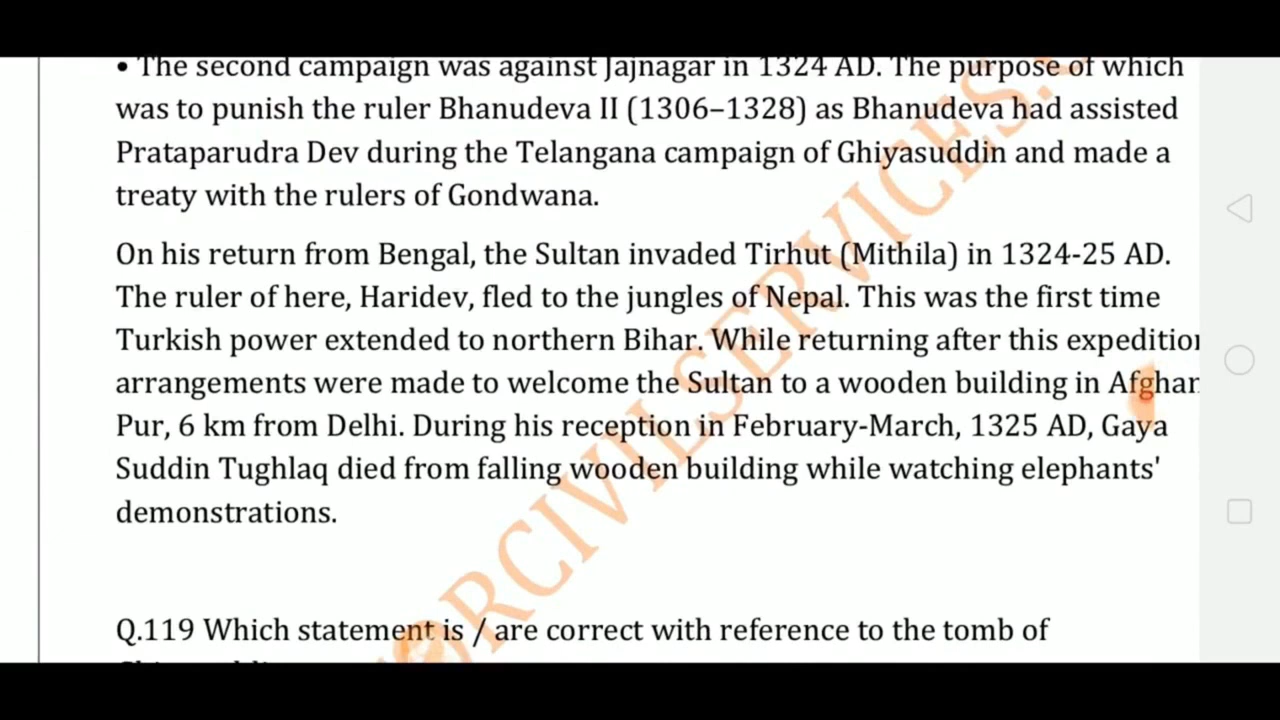 • The second campaign was against Jajnagar in 1324 AD. The purpose of which
was to punish the ruler Bhanudeva II (1306–1328) as Bhanudeva had assisted
Prataparudra Dev during the Telangana campaign of Ghiyasuddin and made a
treaty with the rulers of Gondwana.
On his return from Bengal, the Sultan invaded Tirhut (Mithila) in 1324-25 AD.
The ruler of here, Haridev, fled to the jungles of Nepal. This was the first time
Turkish power extended to northern Bihar. While returning after this expedition
arrangements were made to welcome the Sultan to a wooden building in Afghan
Pur, 6 km from Delhi. During his reception in February-March, 1325 AD, Gaya
Suddin Tughlaq died from falling wooden building while watching elephants'
demonstrations.
Q.119 Which statement is / are correct with reference to the tomb of
RCIVILSERVICES.